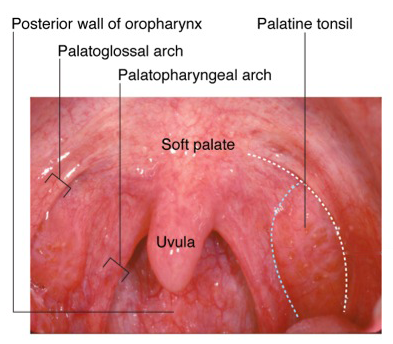 Posterior wall of oropharynx
Palatine tonsil
Palatoglossal arch
Palatopharyngeal arch
Soft palate
Uvula